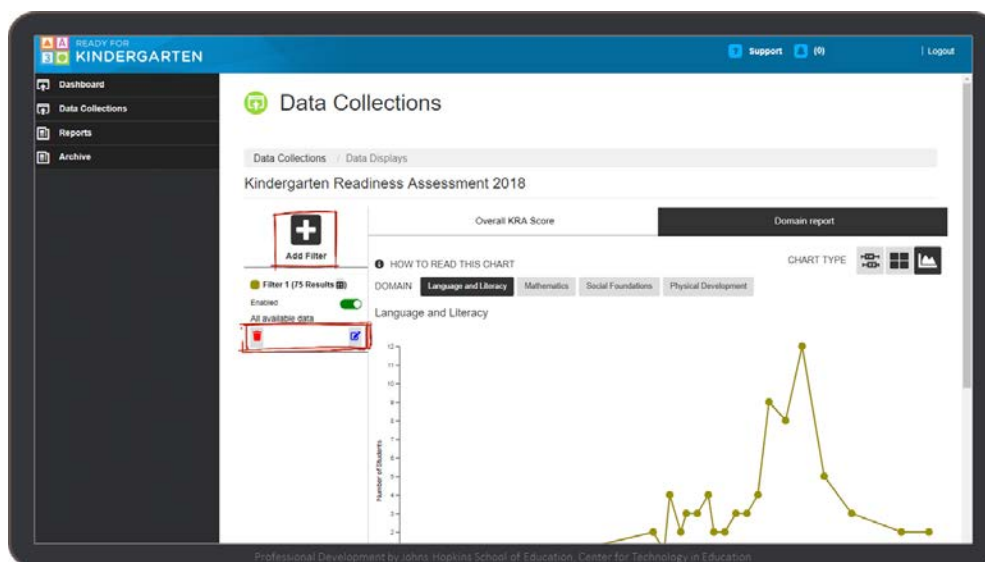 READY FOR
KINDERGARTEN
Support (0) | Logout
Dashboard
Data Collections
Reports
Archive
Data Collections
Data Collections / Data Displays
Kindergarten Readiness Assessment 2018
Add Filter
Overall KRA Score
Domain report
HOW TO READ THIS CHART
CHART TYPE
Filter 1 (75 Results)
DOMAIN Language and Literacy Mathematics Social Foundations Physical Development
Enabled
All available data
Language and Literacy
12
11
10
9
8
7
6
5
4
3
2
Number of Students
Professional Development by Johns Hopkins School of Education, Center for Technology in Education